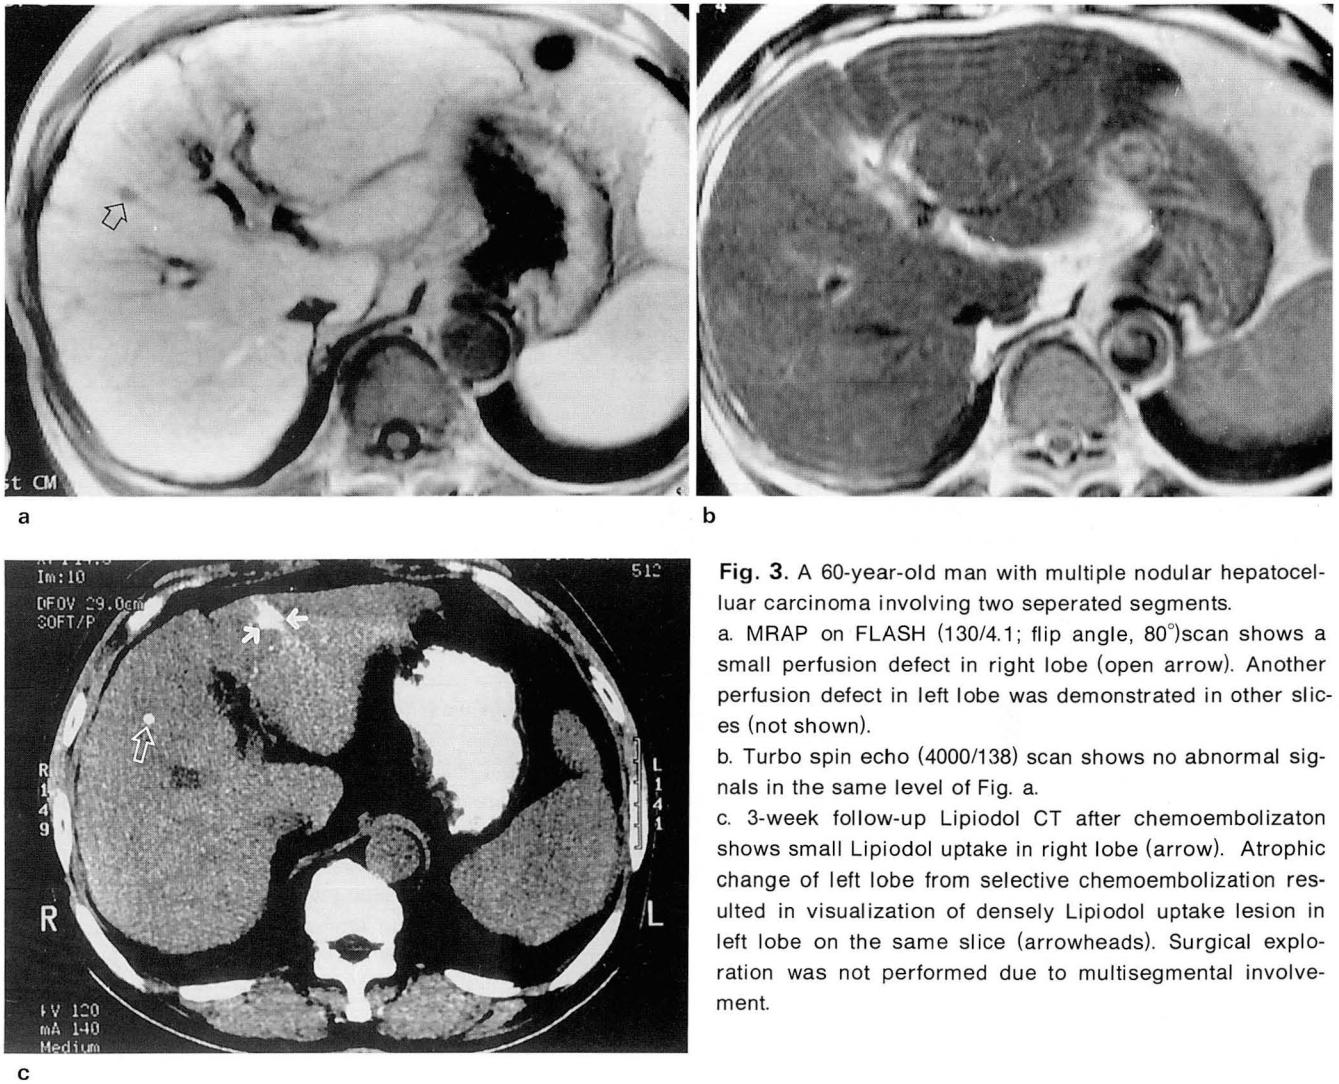 st CM
a
4
b
Im:10
DFOV 29.0cm
SOFT/P
512
R
1
4
9
L
1
4
1
R
L
kV 120
mA 140
Medium
c
Fig. 3. A 60-year-old man with multiple nodular hepatocel-
luar carcinoma involving two seperated segments.
a. MRAP on FLASH (130/4.1; flip angle, 80°)scan shows a
small perfusion defect in right lobe (open arrow). Another
perfusion defect in left lobe was demonstrated in other slic-
es (not shown).
b. Turbo spin echo (4000/138) scan shows no abnormal sig-
nals in the same level of Fig. a.
c. 3-week follow-up Lipiodol CT after chemoembolizaton
shows small Lipiodol uptake in right lobe (arrow). Atrophic
change of left lobe from selective chemoembolization res-
ulted in visualization of densely Lipiodol uptake lesion in
left lobe on the same slice (arrowheads). Surgical explo-
ration was not performed due to multisegmental involve-
ment.